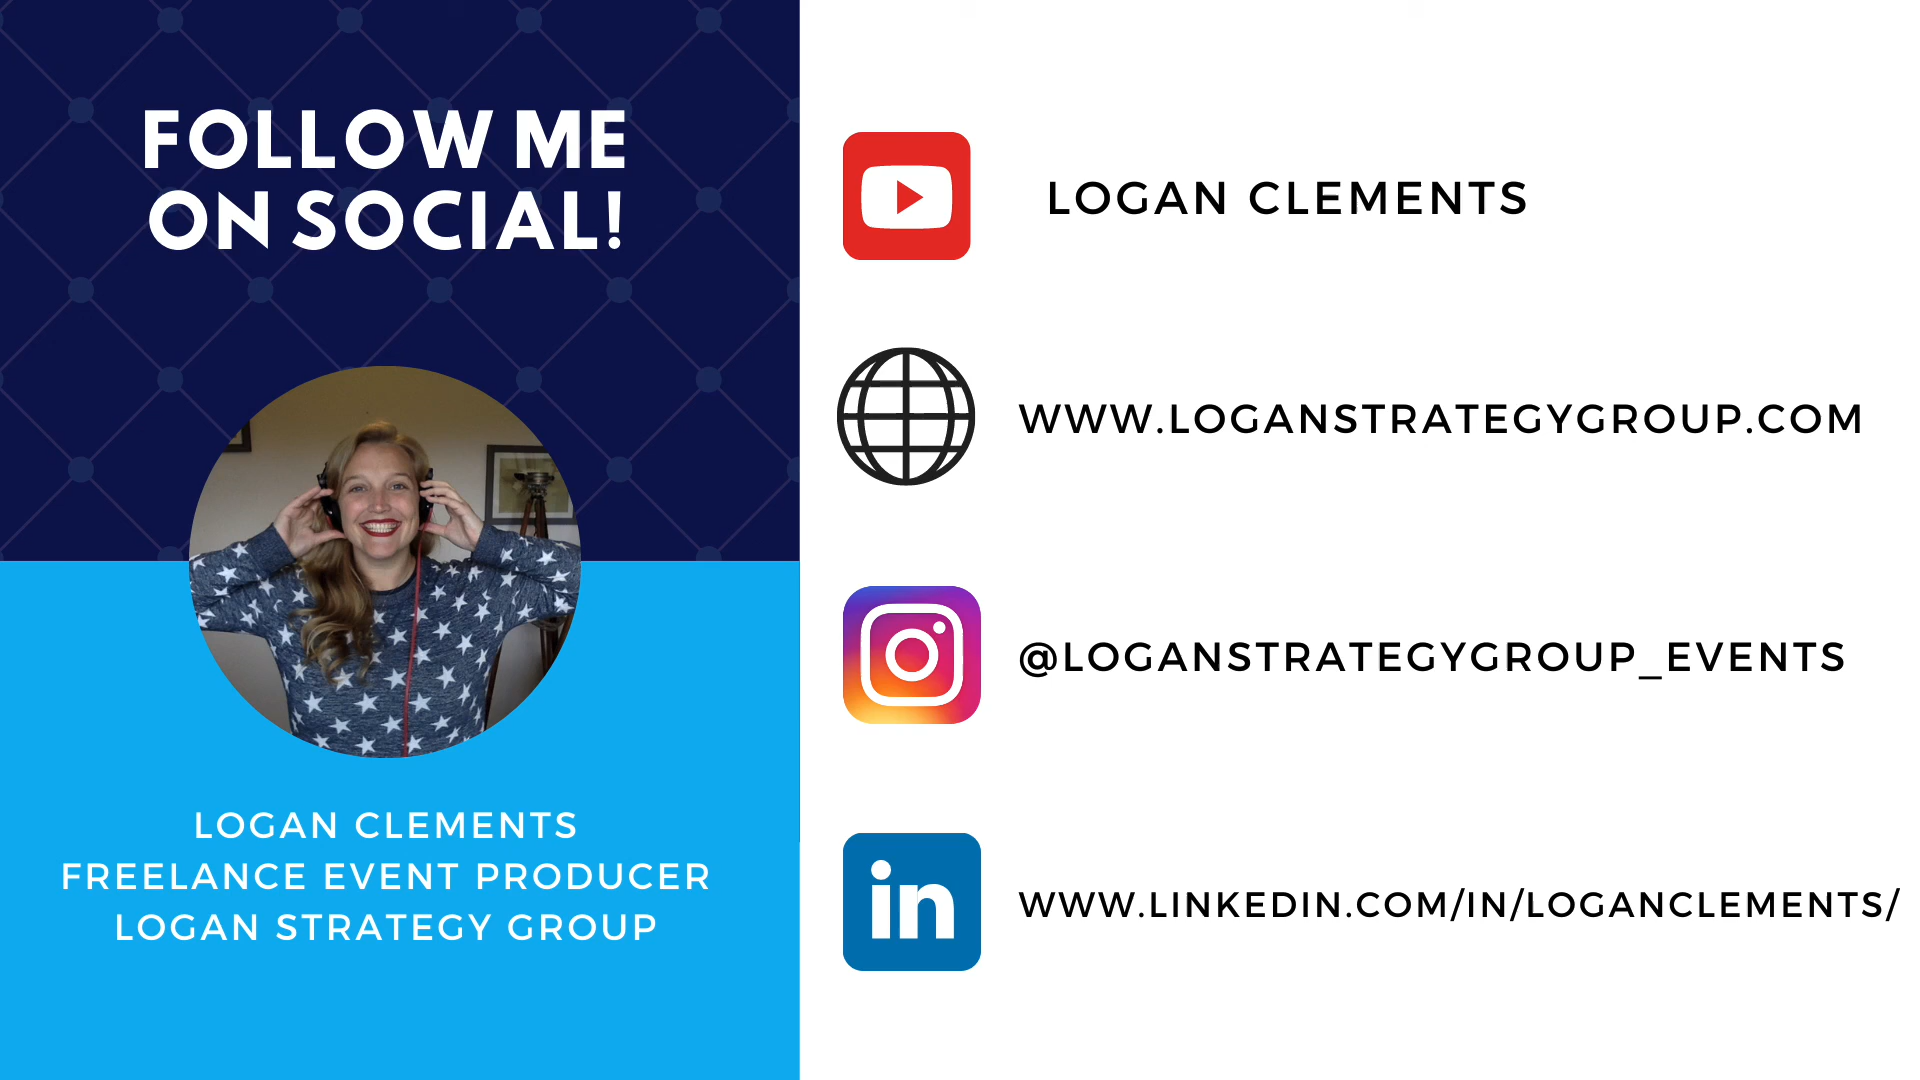 FOLLOW ME
ON SOCIAL!
LOGAN CLEMENTS
FREELANCE EVENT PRODUCER
LOGAN STRATEGY GROUP
LOGAN CLEMENTS
WWW.LOGANSTRATEGYGROUP.COM
@LOGANSTRATEGYGROUP_EVENTS
in
WWW.LINKEDIN.COM/IN/LOGANCLEMENTS/